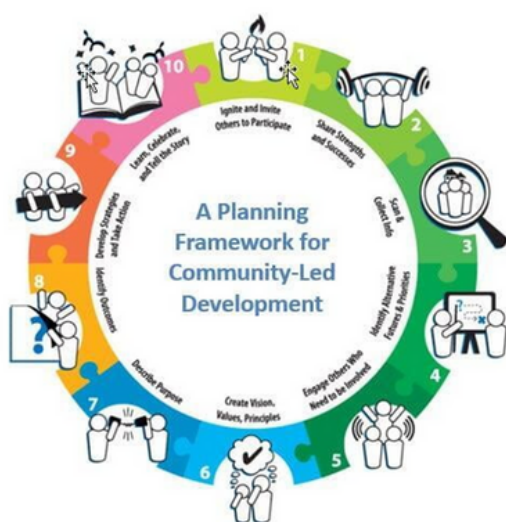 A Planning
Framework for
Community-Led
Development
1
Ignite and Invite
Others to Participate
2
Share Strengths
and Successes
3
Scan &
Collect Info
4
Identify Alternative
Futures & Priorities
5
Engage Others Who
Need to be Involved
6
Create Vision,
Values, Principles
7
Describe Purpose
8
Identify Outcomes
?
9
Develop Strategies
and Take Action
10
Learn, Celebrate,
and Tell the Story